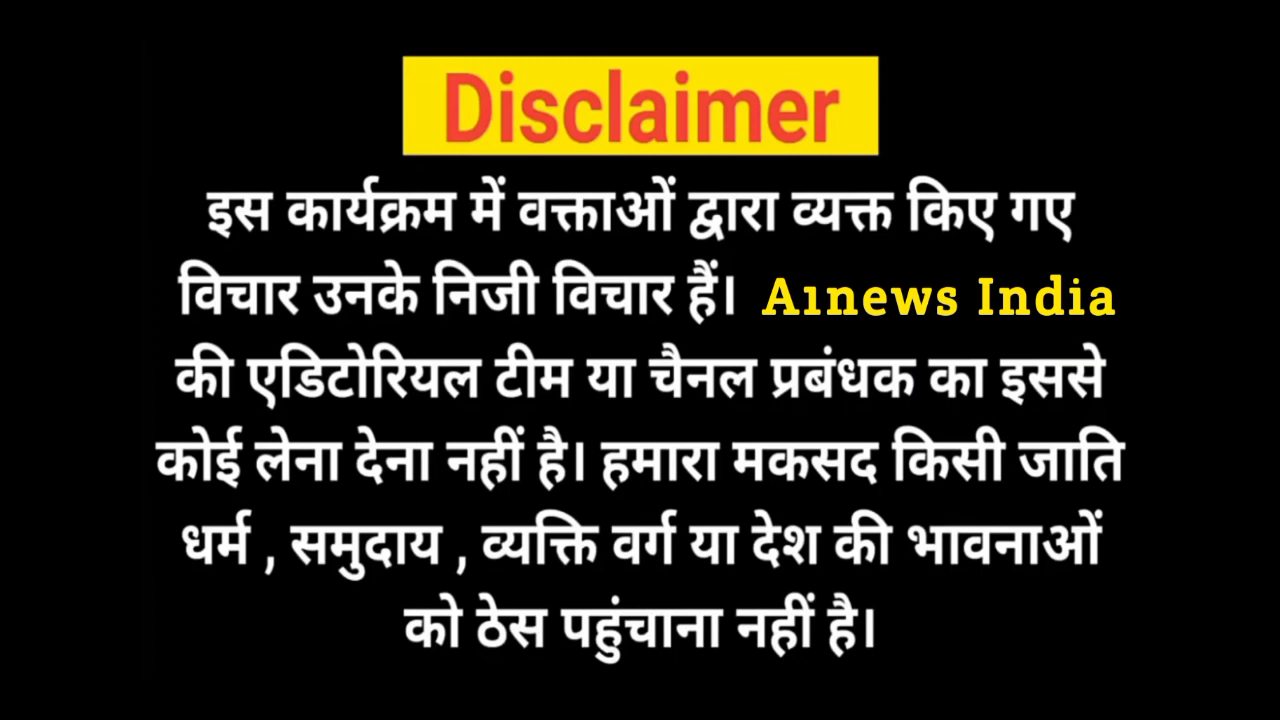 Disclaimer
इस कार्यक्रम में वक्ताओं द्वारा व्यक्त किए गए
विचार उनके निजी विचार हैं। A1news India
की एडिटोरियल टीम या चैनल प्रबंधक का इससे
कोई लेना देना नहीं है। हमारा मकसद किसी जाति
धर्म , समुदाय , व्यक्ति वर्ग या देश की भावनाओं
को ठेस पहुंचाना नहीं है।